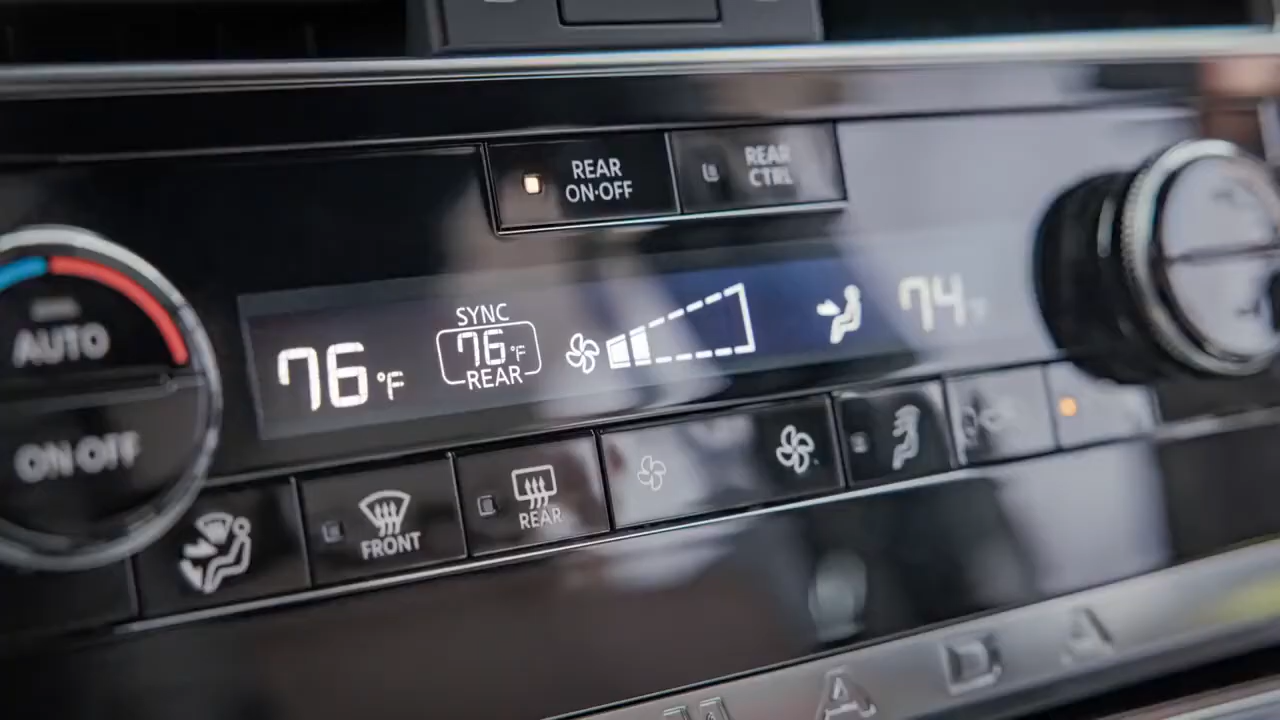 REAR
ON·OFF
REAR
CTRL
AUTO
ON OFF
76°F
SYNC
76°F
REAR
74
FRONT
REAR